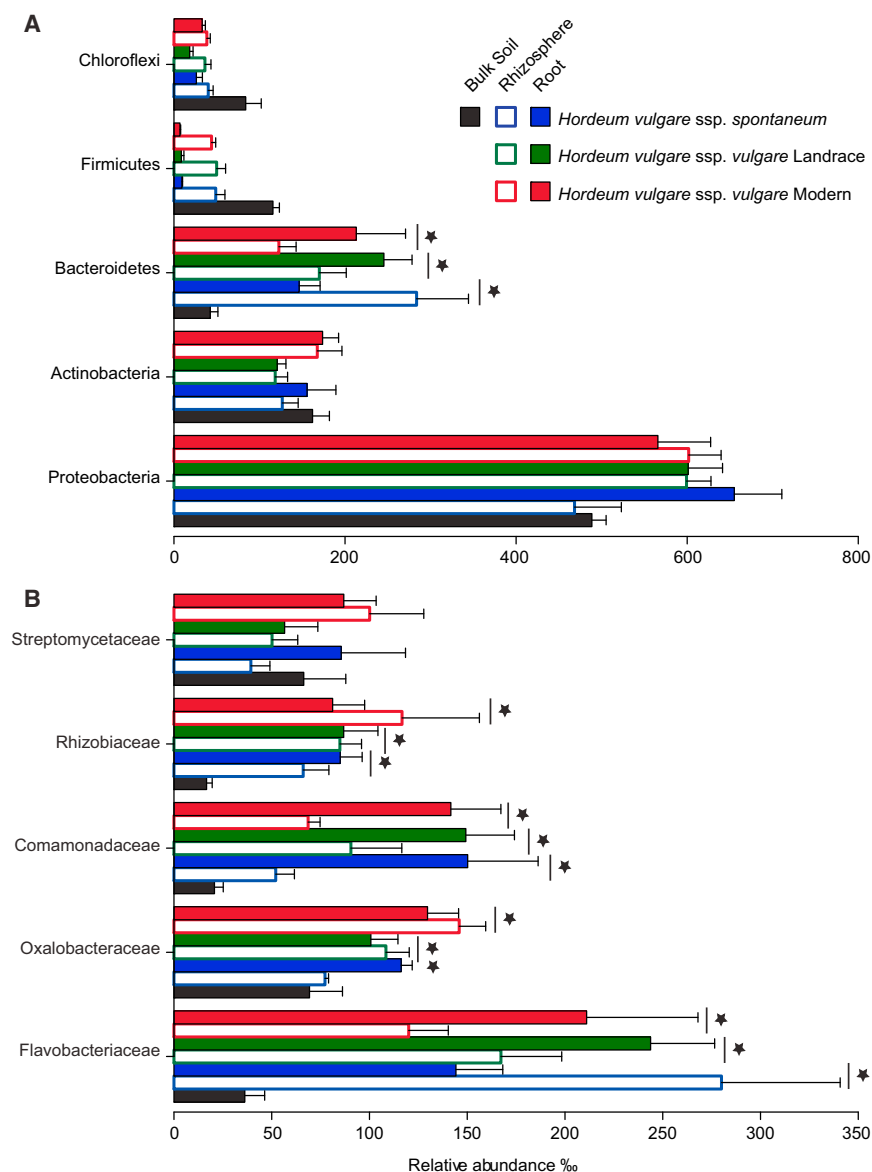 A
Bulk Soil
Rhizosphere
Root
Hordeum vulgare ssp. spontaneum
Hordeum vulgare ssp. vulgare Landrace
Hordeum vulgare ssp. vulgare Modern
Chloroflexi
Firmicutes
Bacteroidetes
Actinobacteria
Proteobacteria
0 200 400 600 800
B
Streptomycetaceae
Rhizobiaceae
Comamonadaceae
Oxalobacteraceae
Flavobacteriaceae
0 50 100 150 200 250 300 350
Relative abundance ‰